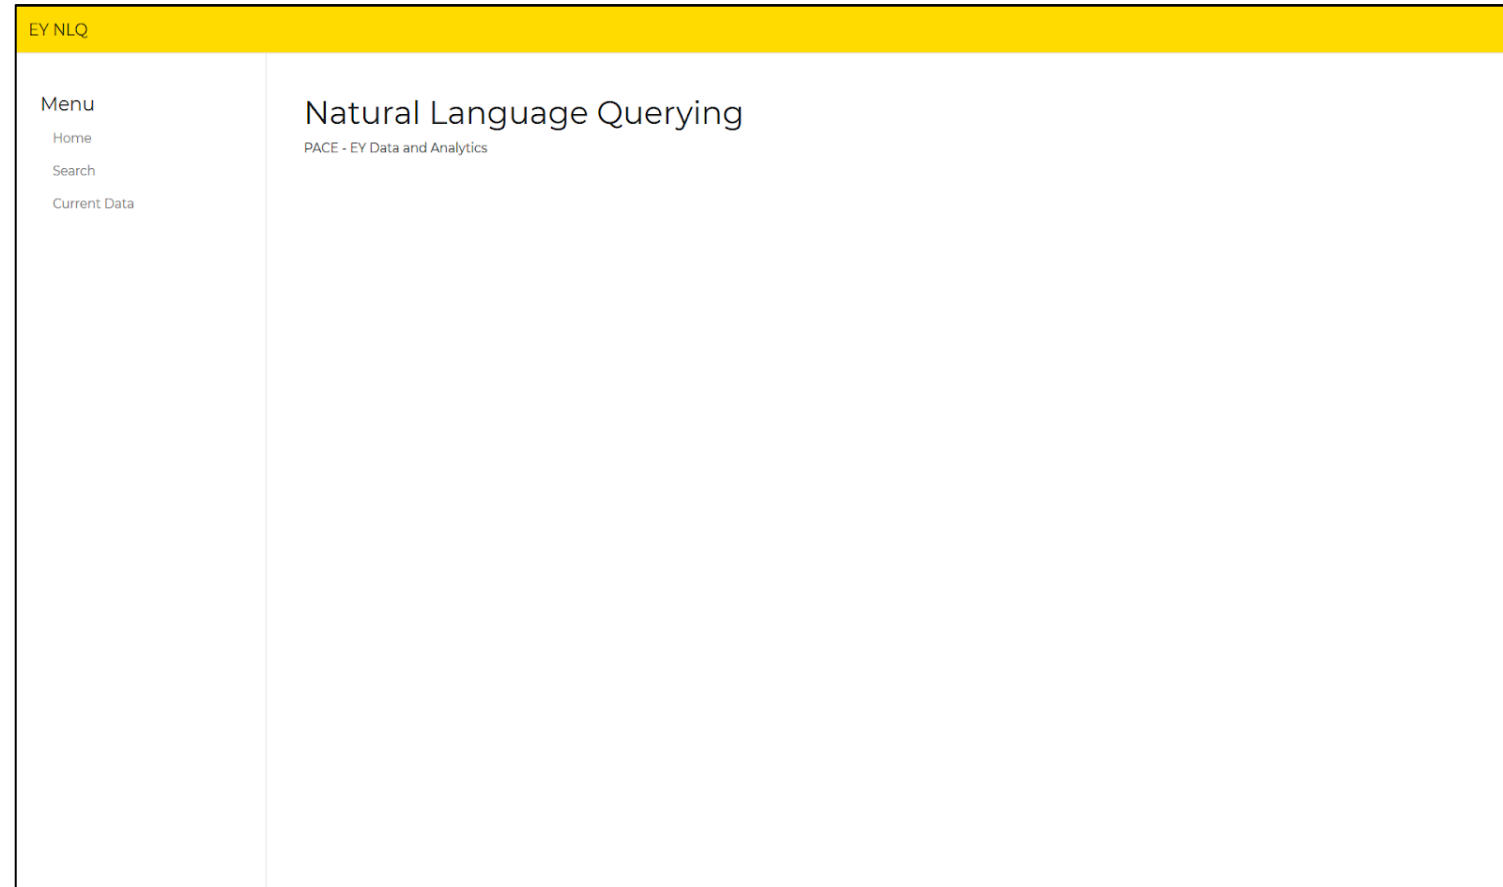 EY NLQ
Menu
Home
Search
Current Data
Natural Language Querying
PACE - EY Data and Analytics